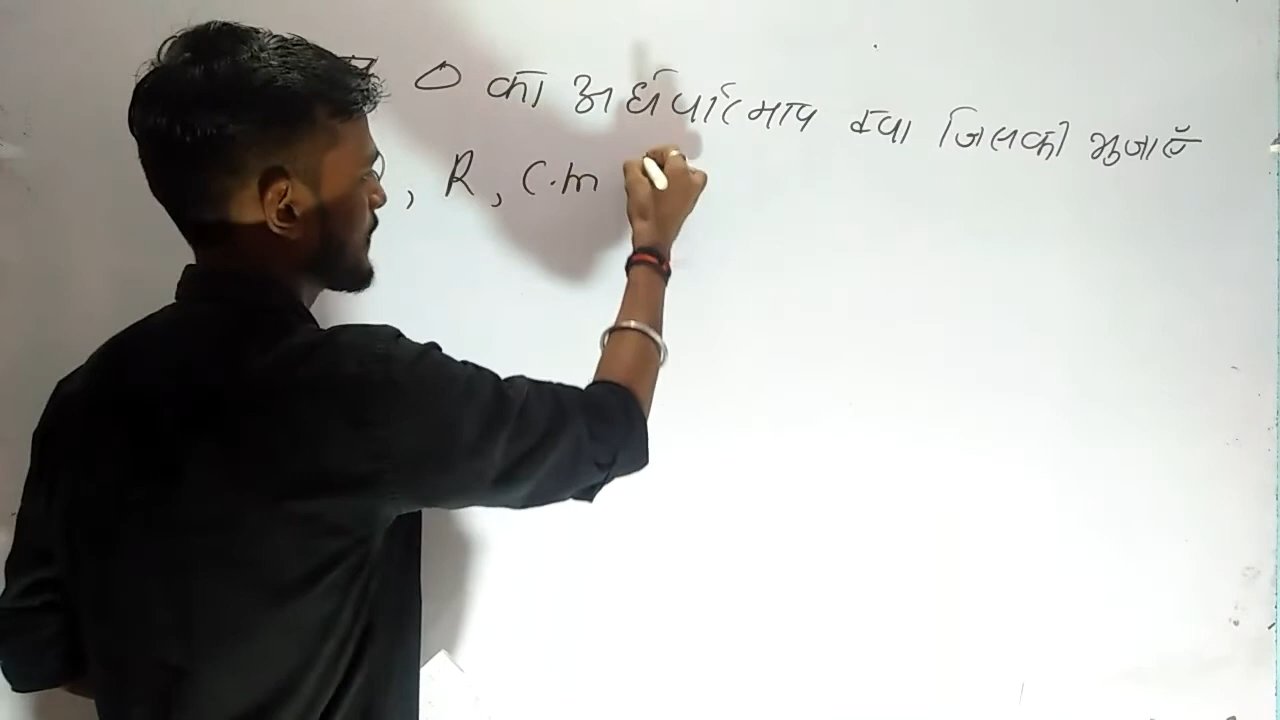 △ का अर्धपरिमाप क्या जिसकी भुजाएँ
, R, C.m